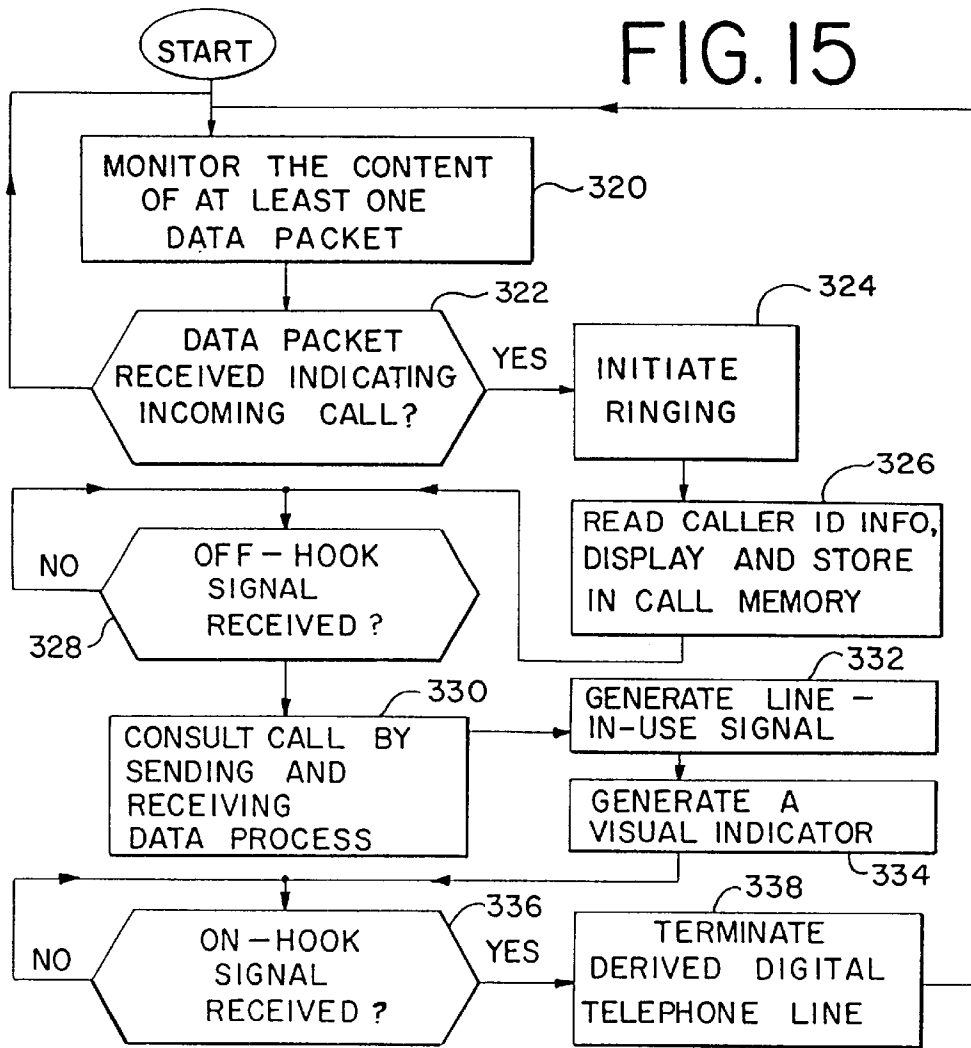 FIG. 15
START
MONITOR THE CONTENT
OF AT LEAST ONE
DATA PACKET
320
322
DATA PACKET
RECEIVED INDICATING
INCOMING CALL?
YES
324
INITIATE
RINGING
326
READ CALLER ID INFO,
DISPLAY AND STORE
IN CALL MEMORY
NO
OFF-HOOK
SIGNAL
RECEIVED?
328
330
CONSULT CALL BY
SENDING AND
RECEIVING
DATA PROCESS
332
GENERATE LINE-
IN-USE SIGNAL
GENERATE A
VISUAL INDICATOR
334
336
NO
ON-HOOK
SIGNAL
RECEIVED?
YES
338
TERMINATE
DERIVED DIGITAL
TELEPHONE LINE